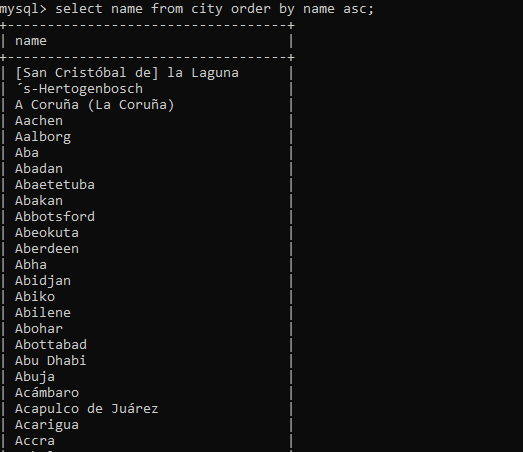 mysql> select name from city order by name asc;
+-----------------------------------+
| name                              |
+-----------------------------------+
| [San Cristóbal de] la Laguna      |
| ´s-Hertogenbosch                  |
| A Coruña (La Coruña)              |
| Aachen                            |
| Aalborg                           |
| Aba                               |
| Abadan                            |
| Abaetetuba                        |
| Abakan                            |
| Abbotsford                        |
| Abeokuta                          |
| Aberdeen                          |
| Abha                              |
| Abidjan                           |
| Abiko                             |
| Abilene                           |
| Abohar                            |
| Abottabad                         |
| Abu Dhabi                         |
| Abuja                             |
| Acámbaro                          |
| Acapulco de Juárez                |
| Acarigua                          |
| Accra                             |